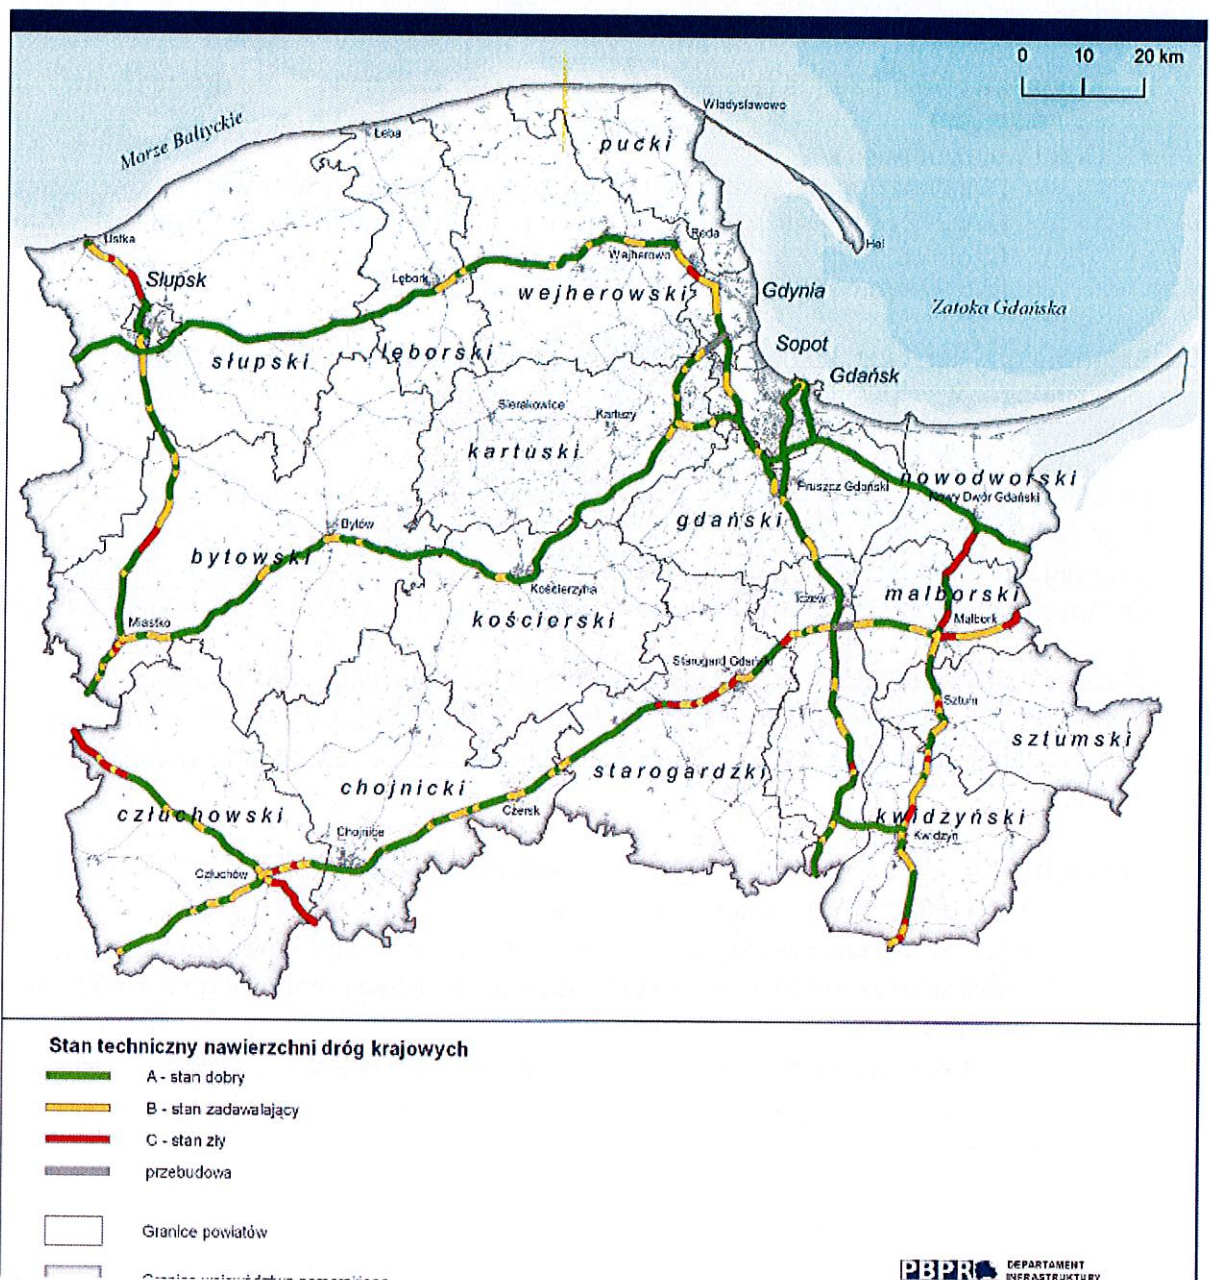 0 10 20 km
Władysławowo
Morze Bałtyckie
Łeba
pucki
Ustka
Reda
Hel
Wejherowo
Słupsk
Lębork
wejherowski
Gdynia
Zatoka Gdańska
Sopot
słupski
lęborski
Gdańsk
Sierakowice
Kartuzy
kartuski
nowodworski
Pruszcz Gdański
Nowy Dwór Gdański
gdański
Bytów
bytowski
Kościerzyna
Tczew
malborski
Miastko
kościerski
Malbork
Starogard Gdański
Sztum
sztumski
starogardzki
chojnicki
człuchowski
Czersk
kwidzyński
Chojnice
Kwidzyn
Człuchów
Stan techniczny nawierzchni dróg krajowych
A - stan dobry
B - stan zadawalający
C - stan zły
przebudowa
Granice powiatów
PBPR DEPARTAMENT
INFRASTRUKTURY